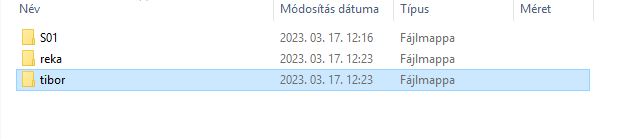 Név Módosítás dátuma Típus Méret
S01 2023. 03. 17. 12:16 Fájlmappa
reka 2023. 03. 17. 12:23 Fájlmappa
tibor 2023. 03. 17. 12:23 Fájlmappa